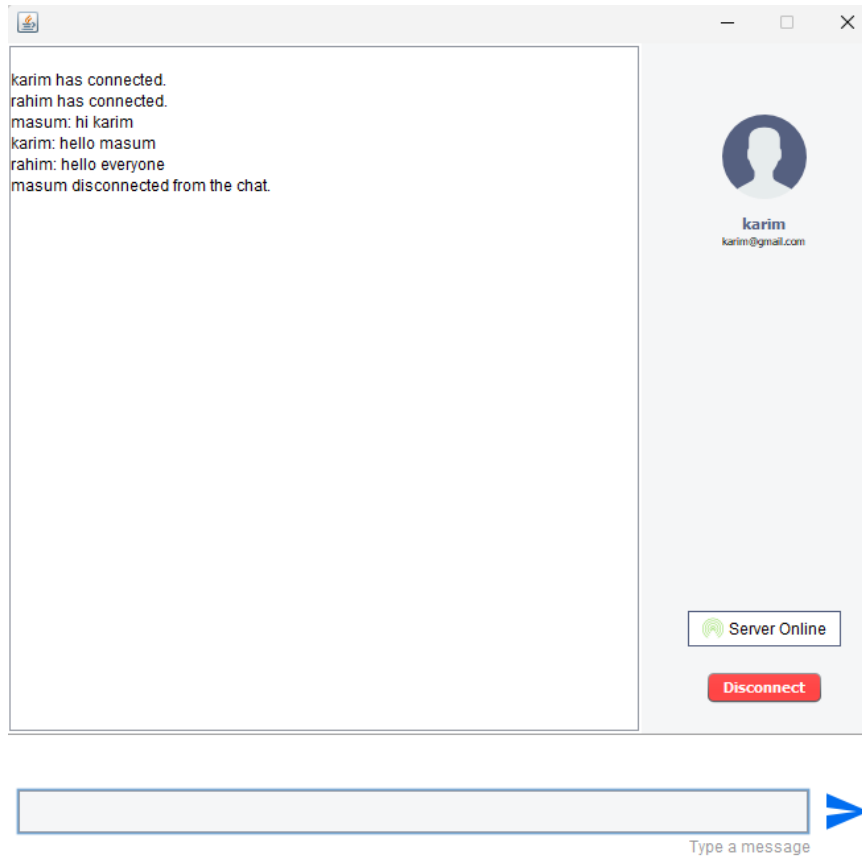 karim has connected.
rahim has connected.
masum: hi karim
karim: hello masum
rahim: hello everyone
masum disconnected from the chat.
karim
karim@gmail.com
Server Online
Disconnect
Type a message